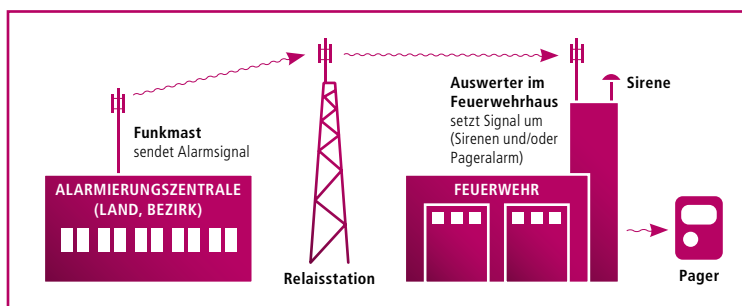 Funkmast
sendet Alarmsignal
ALARMIERUNGSZENTRALE
(LAND, BEZIRK)
Relaisstation
Auswerter im
Feuerwehrhaus
setzt Signal um
(Sirenen und/oder
Pageralarm)
Sirene
FEUERWEHR
Pager